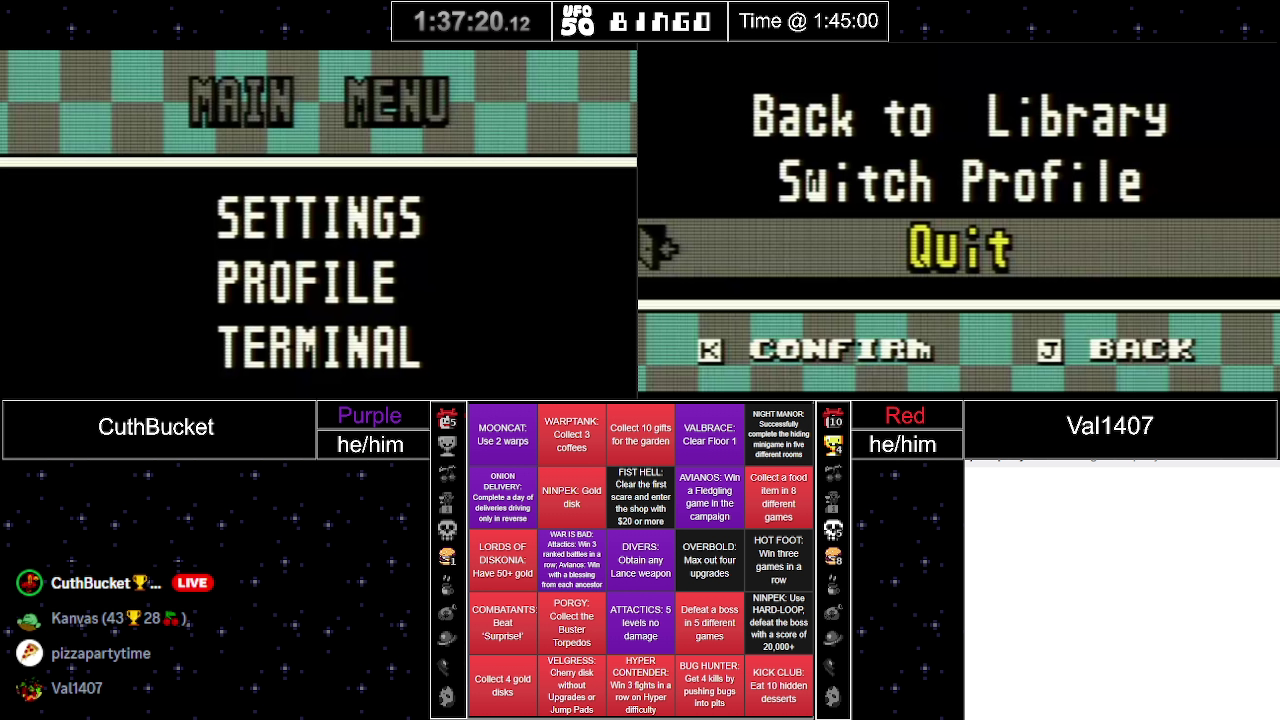 1:37:20.12
UFO 50
BINGO
Time @ 1:45:00
MAIN MENU
SETTINGS
PROFILE
TERMINAL
Back to Library
Switch Profile
Quit
K CONFIRM
J BACK
CuthBucket
Purple
he/him
Red
he/him
Val1407
5
1
10
4
5
8
MOONCAT:
Use 2 warps
WARPTANK:
Collect 3
coffees
Collect 10 gifts
for the garden
VALBRACE:
Clear Floor 1
NIGHT MANOR:
Successfully
complete the hiding
minigame in five
different rooms
ONION
DELIVERY:
Complete a day of
deliveries driving
only in reverse
NINPEK: Gold
disk
FIST HELL:
Clear the first
scare and enter
the shop with
$20 or more
AVIANOS: Win
a Fledgling
game in the
campaign
Collect a food
item in 8
different
games
LORDS OF
DISKONIA:
Have 50+ gold
WAR IS BAD:
Attactics: Win 3
ranked battles in a
row; Avianos: Win
with a blessing
from each ancestor
DIVERS:
Obtain any
Lance weapon
OVERBOLD:
Max out four
upgrades
HOT FOOT:
Win three
games in a
row
COMBATANTS:
Beat
'Surprise!'
PORGY:
Collect the
Buster
Torpedos
ATTACTICS: 5
levels no
damage
Defeat a boss
in 5 different
games
NINPEK: Use
HARD-LOOP,
defeat the boss
with a score of
20,000+
Collect 4 gold
disks
VELGRESS:
Cherry disk
without
Upgrades or
Jump Pads
HYPER
CONTENDER:
Win 3 fights in a
row on Hyper
difficulty
BUG HUNTER:
Get 4 kills by
pushing bugs
into pits
KICK CLUB:
Eat 10 hidden
desserts
CuthBucket🏆... LIVE
Kanvas (43🏆28🍒)
pizzapartytime
Val1407